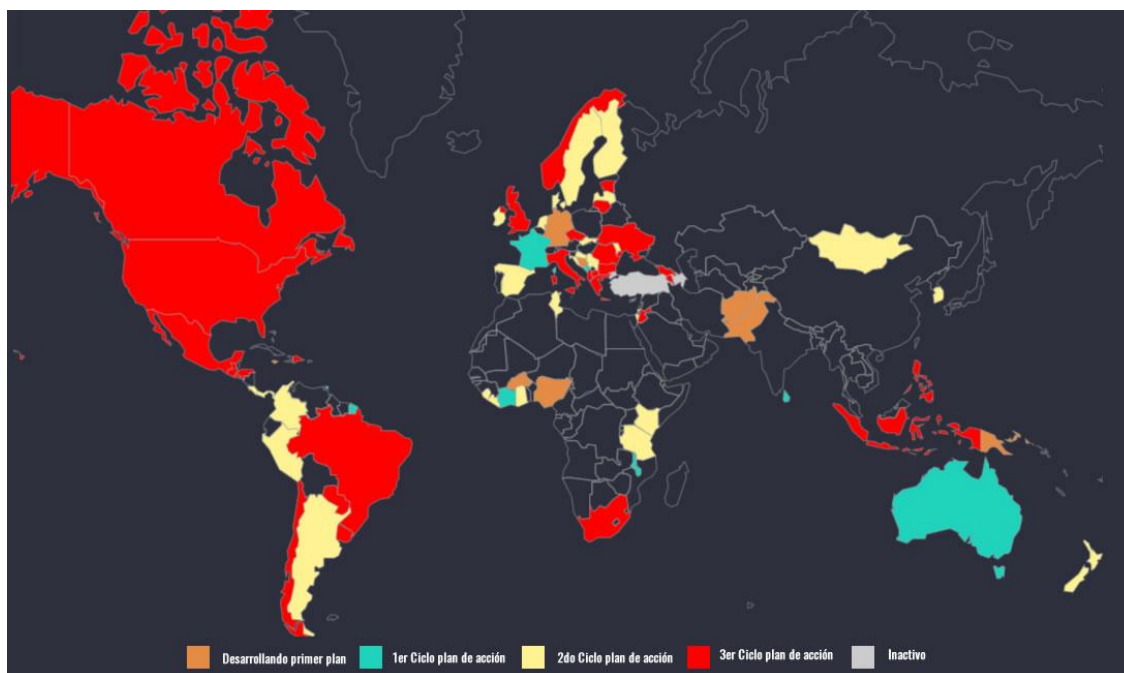 Desarrollando primer plan 1er Ciclo plan de acción 2do Ciclo plan de acción 3er Ciclo plan de acción Inactivo